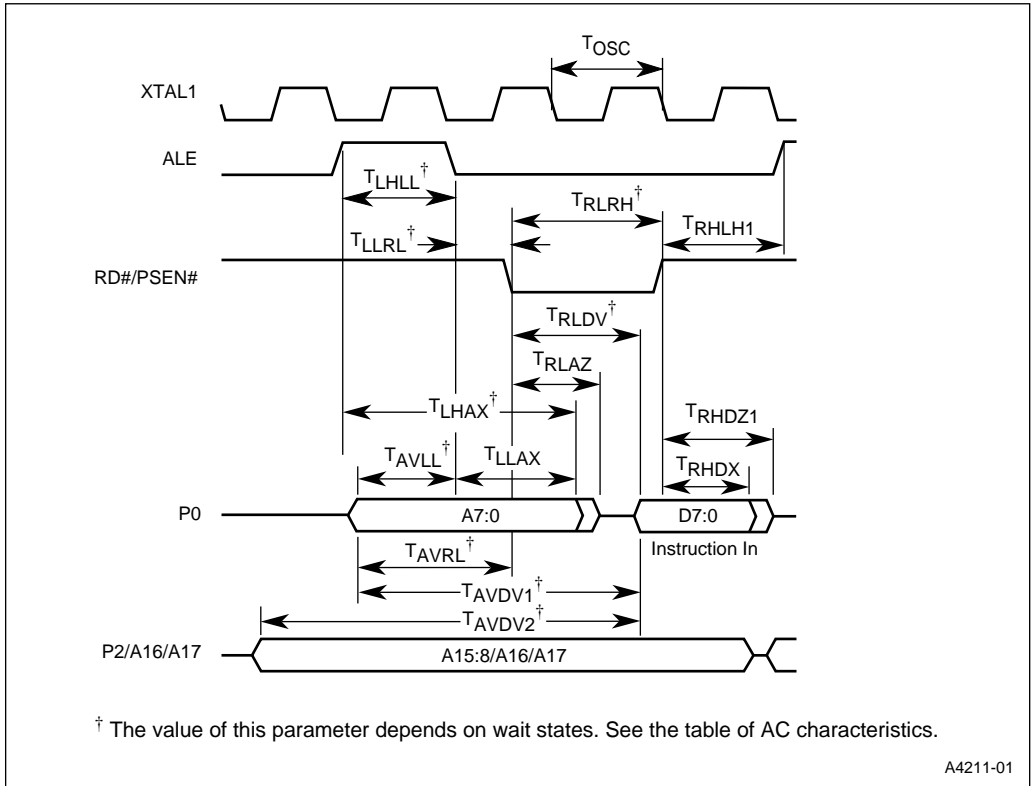 TOSC
XTAL1
ALE
TLHLL†
TRLRH†
TRHLH1
TLLRL†
RD#/PSEN#
TRLDV†
TRLAZ
TLHAX†
TRHDZ1
TAVLL†
TLLAX
TRHDX
P0
A7:0
D7:0
Instruction In
TAVRL†
TAVDV1†
TAVDV2†
P2/A16/A17
A15:8/A16/A17
† The value of this parameter depends on wait states. See the table of AC characteristics.
A4211-01